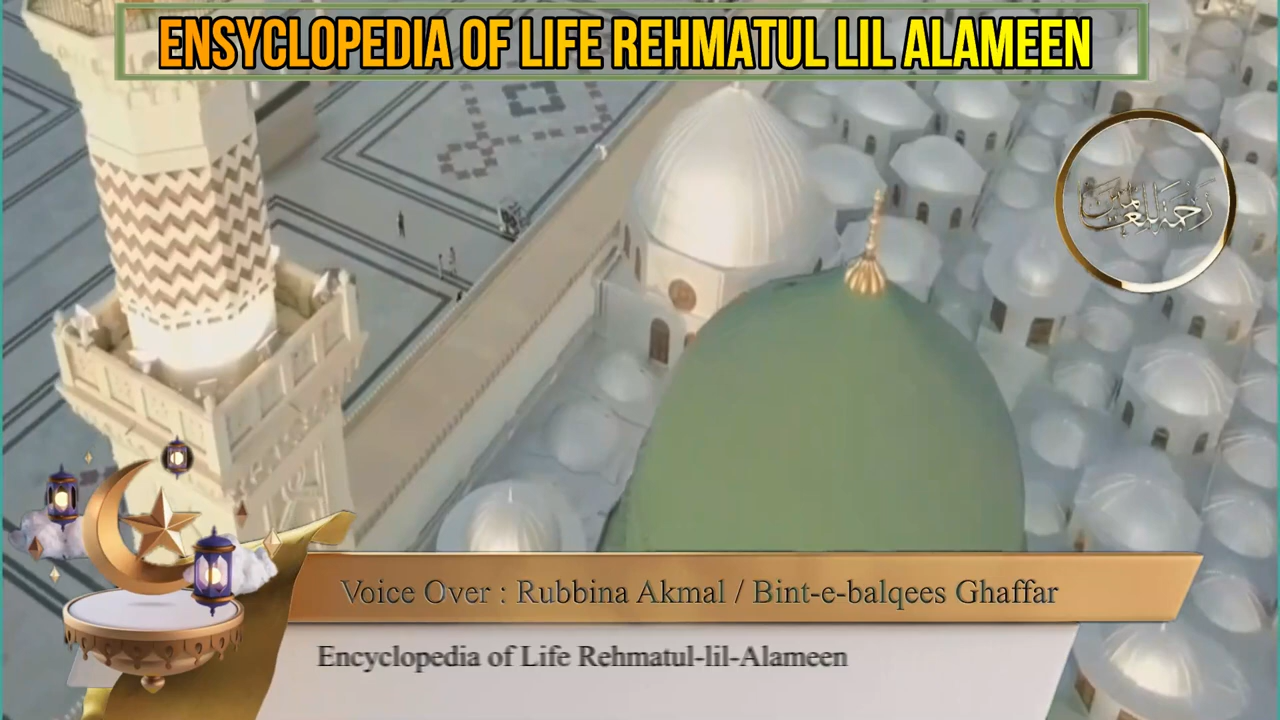 ENSYCLOPEDIA OF LIFE REHMATUL LIL ALAMEEN
رَحْمَةٌ لِلْعٰلَمِيْنَ
Voice Over : Rubbina Akmal / Bint-e-balqees Ghaffar
Encyclopedia of Life Rehmatul-lil-Alameen